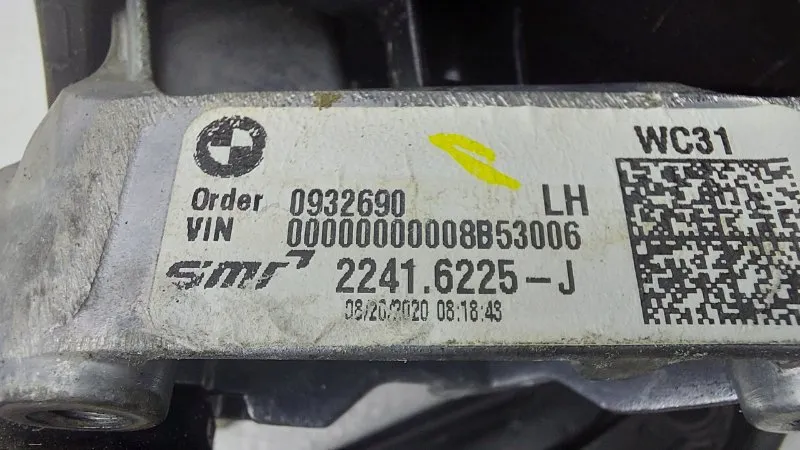 WC31
Order 0932690 LH
VIN 00000000008B53006
smr 2241.6225-J
08/20/2020 08:18:43